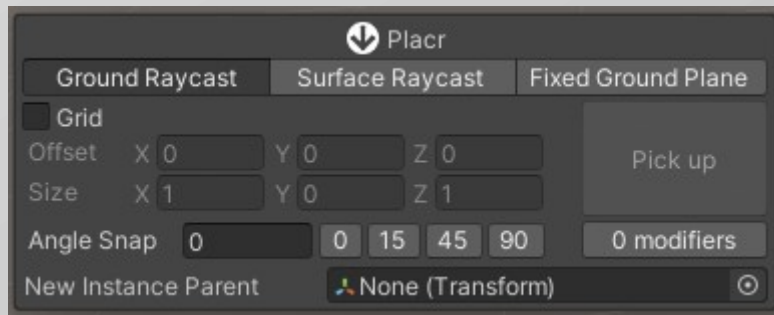 Placr
Ground Raycast Surface Raycast Fixed Ground Plane
Grid
Offset X 0 Y 0 Z 0 Pick up
Size X 1 Y 0 Z 1
Angle Snap 0 0 15 45 90 0 modifiers
New Instance Parent None (Transform)